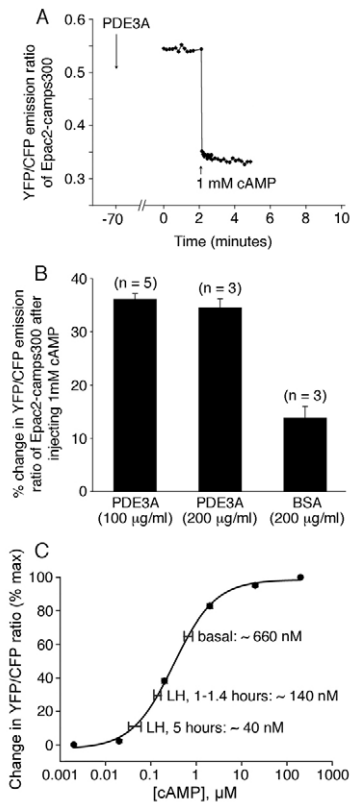 A
PDE3A
YFP/CFP emission ratio
of Epac2-camps300
0.6
0.5
0.4
0.3
1 mM cAMP
-70
0
2
4
6
8
10
Time (minutes)
B
% change in YFP/CFP emission
ratio of Epac2-camps300 after
injecting 1mM cAMP
40
30
20
10
0
(n = 5)
(n = 3)
(n = 3)
PDE3A
(100 µg/ml)
PDE3A
(200 µg/ml)
BSA
(200 µg/ml)
C
Change in YFP/CFP ratio (% max)
100
80
60
40
20
0
basal: ~ 660 nM
LH, 1-1.4 hours: ~ 140 nM
LH, 5 hours: ~ 40 nM
0.001
0.01
0.1
1
10
100
1000
[cAMP], µM